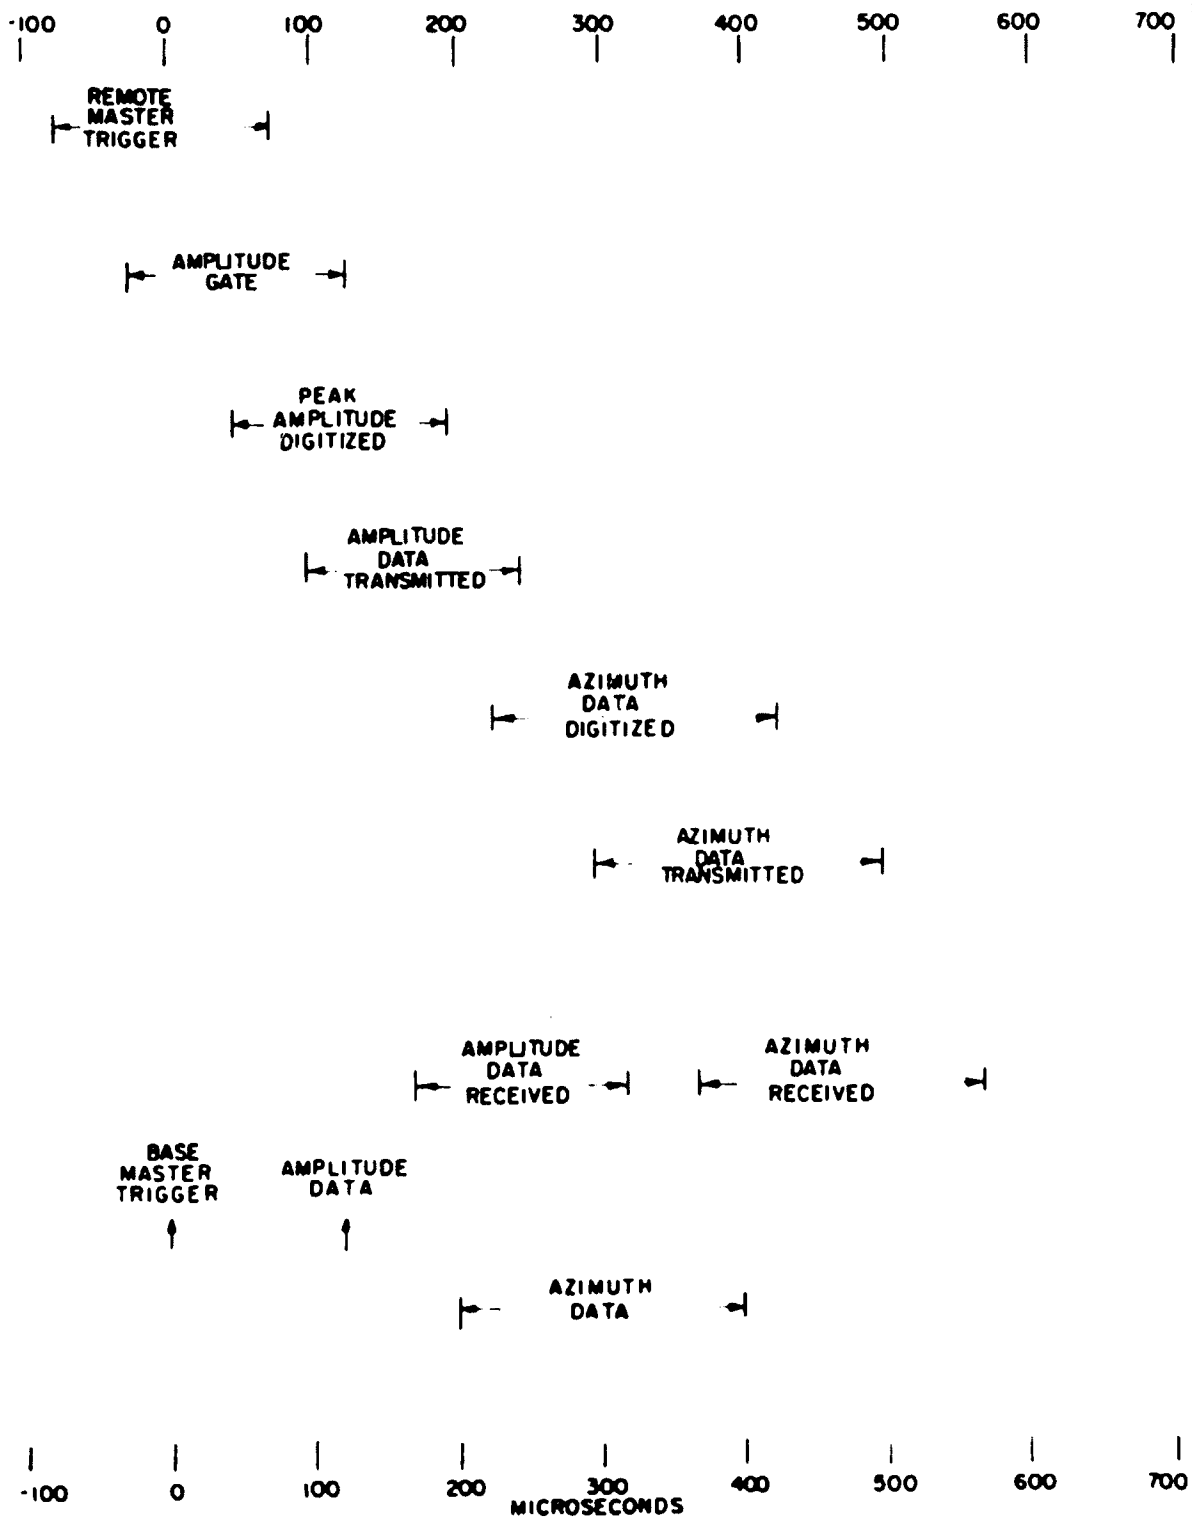 -100 0 100 200 300 400 500 600 700
REMOTE
MASTER
TRIGGER
AMPLITUDE
GATE
PEAK
AMPLITUDE
DIGITIZED
AMPLITUDE
DATA
TRANSMITTED
AZIMUTH
DATA
DIGITIZED
AZIMUTH
DATA
TRANSMITTED
AMPLITUDE
DATA
RECEIVED
AZIMUTH
DATA
RECEIVED
BASE
MASTER
TRIGGER
AMPLITUDE
DATA
AZIMUTH
DATA
-100 0 100 200 300 400 500 600 700
MICROSECONDS